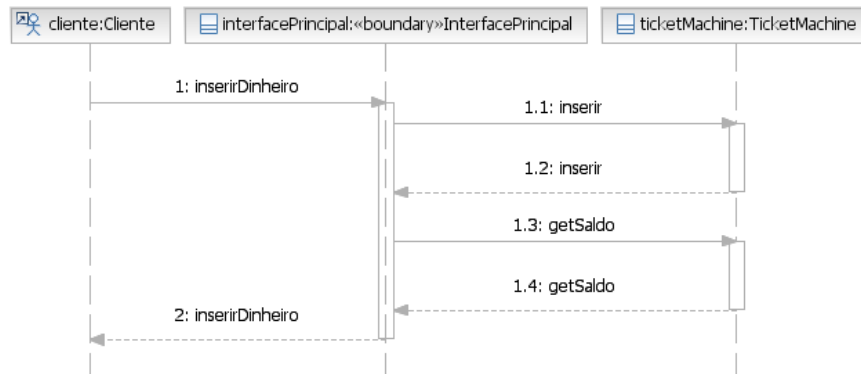 cliente:Cliente
interfacePrincipal:«boundary»InterfacePrincipal
ticketMachine:TicketMachine
1: inserirDinheiro
1.1: inserir
1.2: inserir
1.3: getSaldo
1.4: getSaldo
2: inserirDinheiro